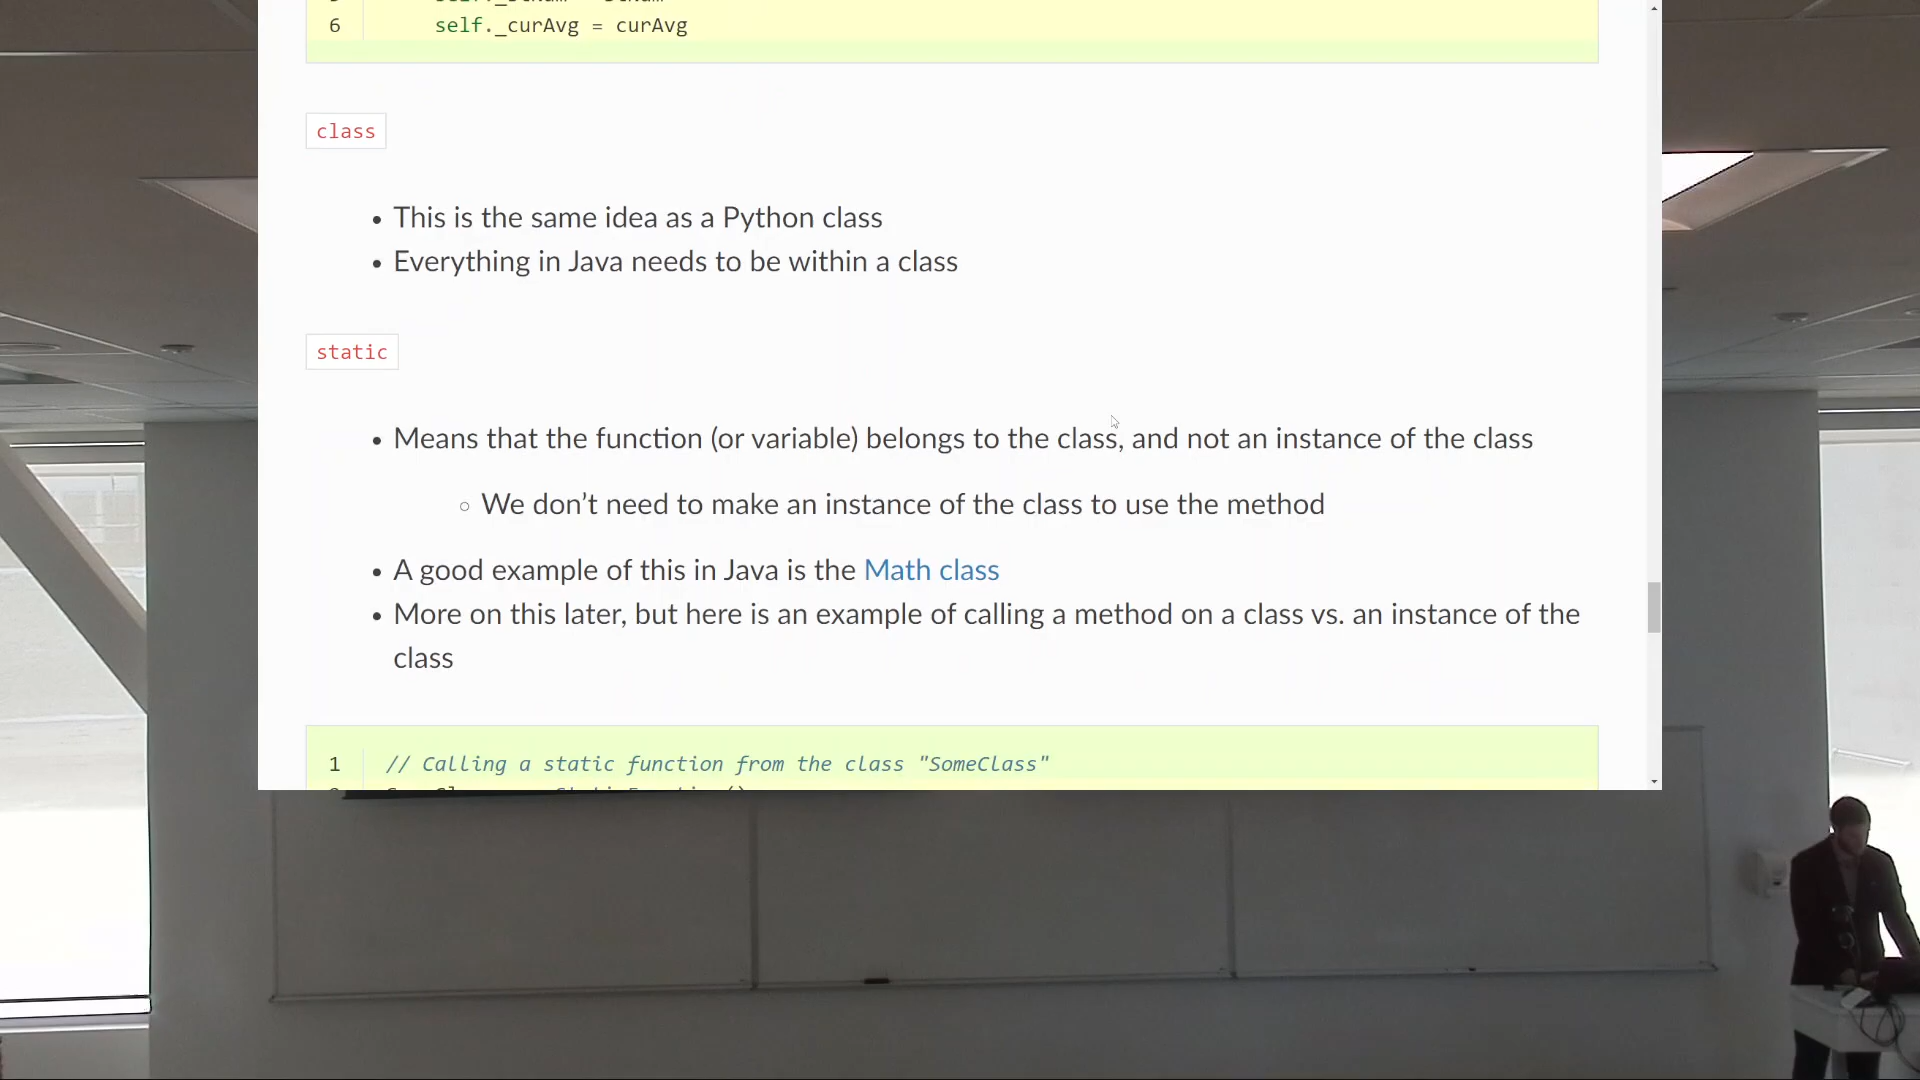 6 self._curAvg = curAvg
class
• This is the same idea as a Python class
• Everything in Java needs to be within a class
static
• Means that the function (or variable) belongs to the class, and not an instance of the class
◦ We don’t need to make an instance of the class to use the method
• A good example of this in Java is the Math class
• More on this later, but here is an example of calling a method on a class vs. an instance of the
class
1 // Calling a static function from the class "SomeClass"